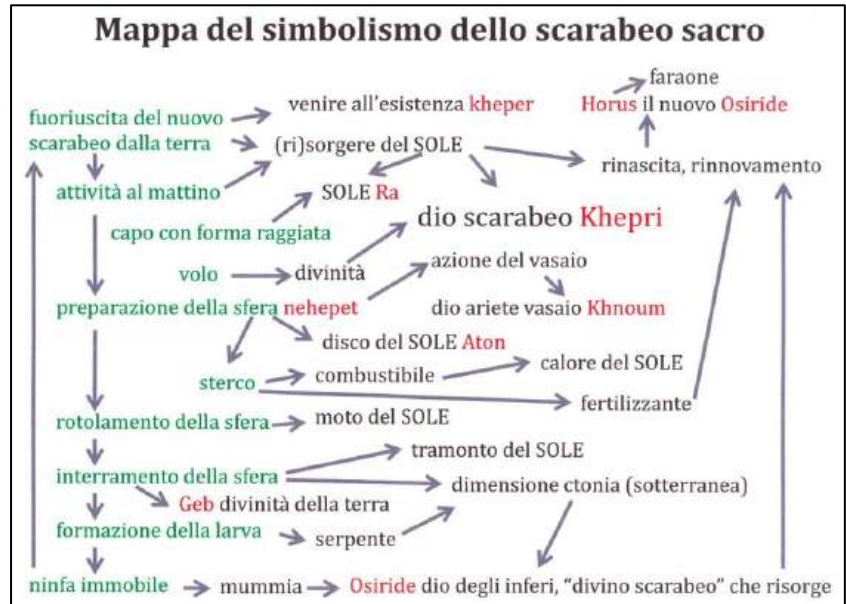 Mappa del simbolismo dello scarabeo sacro
faraone
fuoriuscita del nuovo
scarabeo dalla terra
venire all'esistenza kheper
Horus il nuovo Osiride
(ri)sorgere del SOLE
rinascita, rinnovamento
attività al mattino
SOLE Ra
capo con forma raggiata
dio scarabeo Khepri
volo
divinità
azione del vasaio
preparazione della sfera nehepet
dio ariete vasaio Khnoum
disco del SOLE Aton
sterco
combustibile
calore del SOLE
fertilizzante
rotolamento della sfera
moto del SOLE
tramonto del SOLE
interramento della sfera
dimensione ctonia (sotterranea)
Geb divinità della terra
formazione della larva
serpente
ninfa immobile
mummia
Osiride dio degli inferi, "divino scarabeo" che risorge